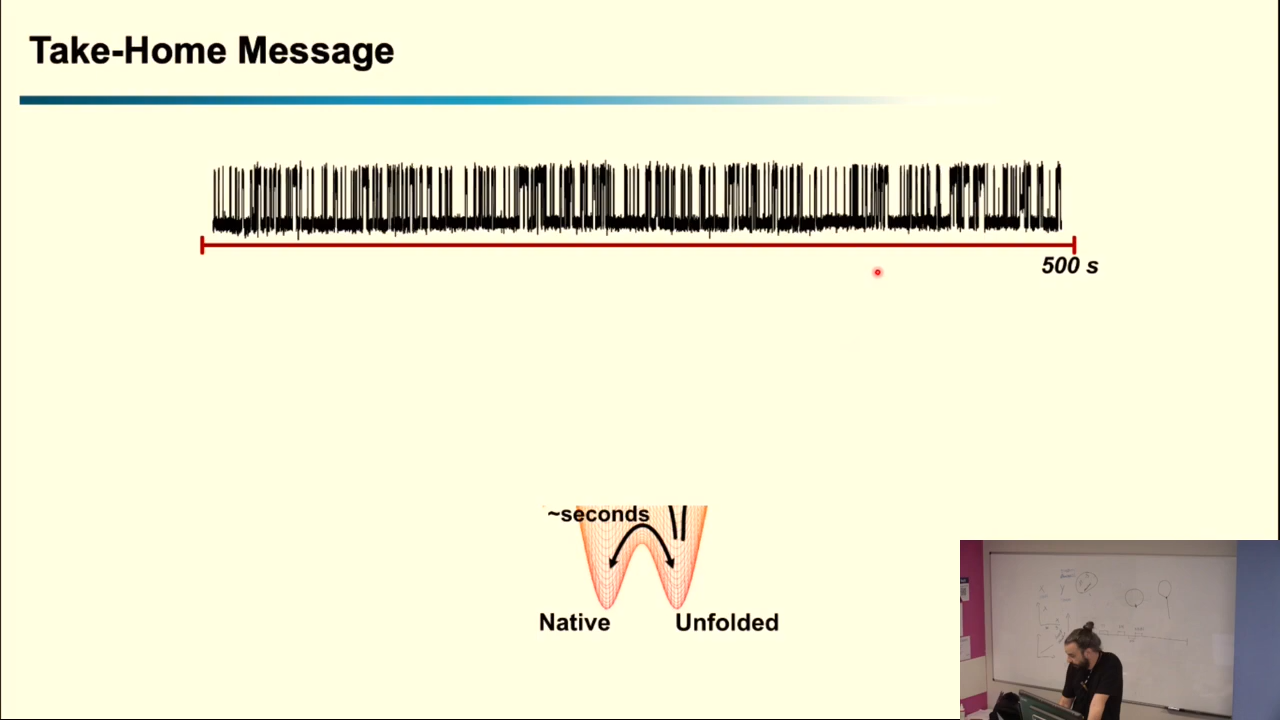 Take-Home Message
500 s
~seconds
Native
Unfolded